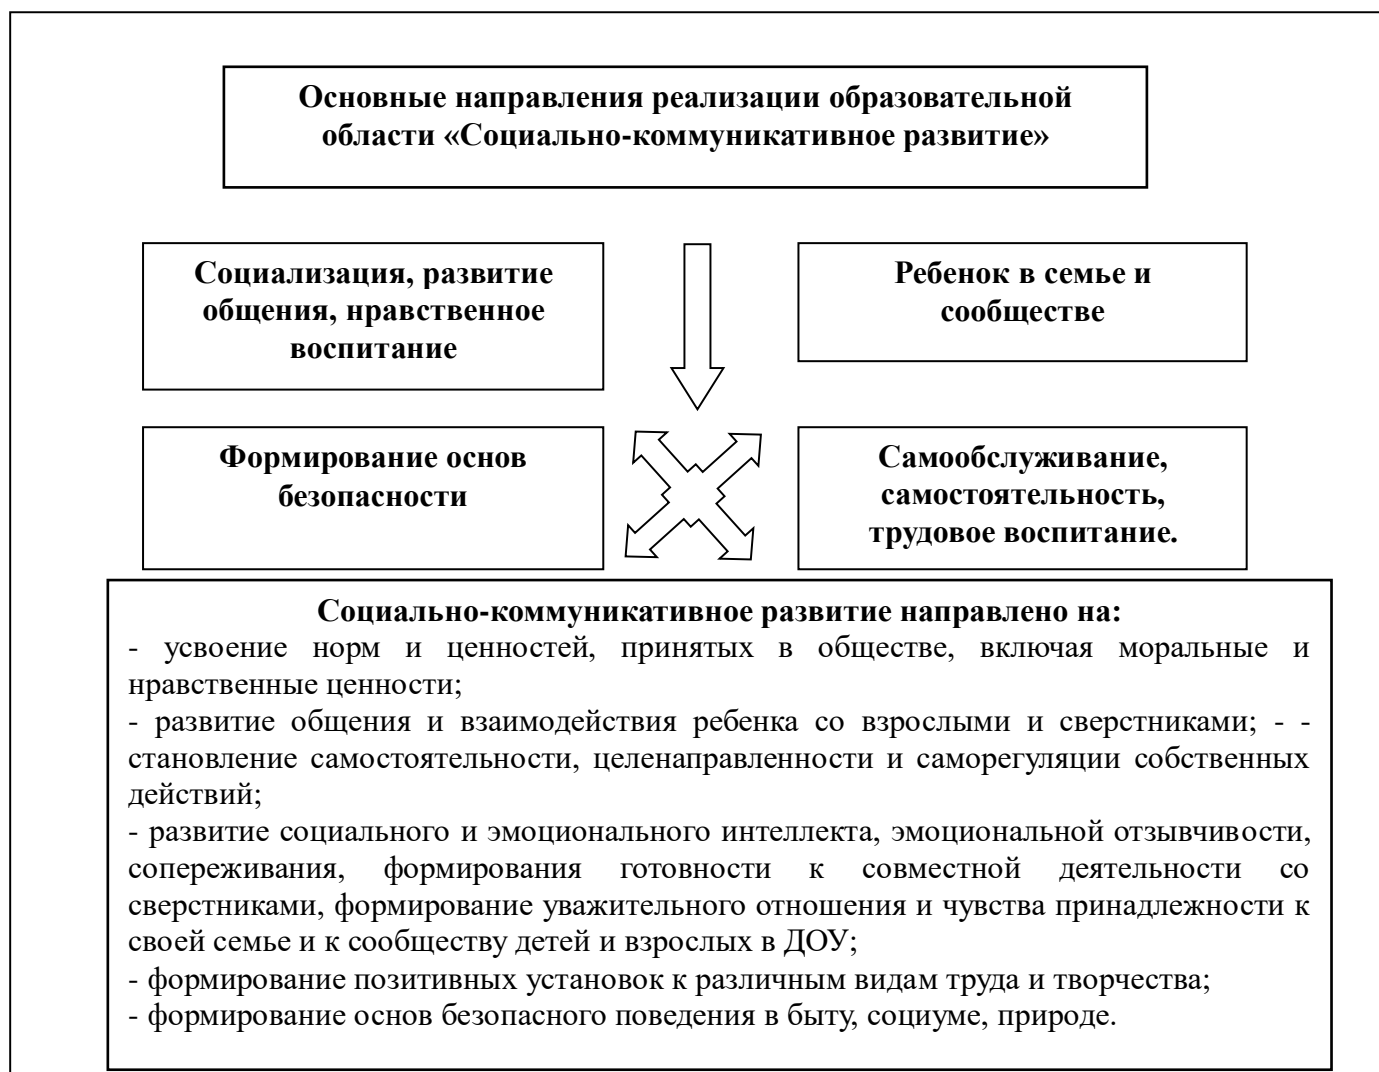 Основные направления реализации образовательной
области «Социально-коммуникативное развитие»
Социализация, развитие
общения, нравственное
воспитание
Ребенок в семье и
сообществе
Формирование основ
безопасности
Самообслуживание,
самостоятельность,
трудовое воспитание.
Социально-коммуникативное развитие направлено на:
- усвоение норм и ценностей, принятых в обществе, включая моральные и
нравственные ценности;
- развитие общения и взаимодействия ребенка со взрослыми и сверстниками; - -
становление самостоятельности, целенаправленности и саморегуляции собственных
действий;
- развитие социального и эмоционального интеллекта, эмоциональной отзывчивости,
сопереживания, формирования готовности к совместной деятельности со
сверстниками, формирование уважительного отношения и чувства принадлежности к
своей семье и к сообществу детей и взрослых в ДОУ;
- формирование позитивных установок к различным видам труда и творчества;
- формирование основ безопасного поведения в быту, социуме, природе.